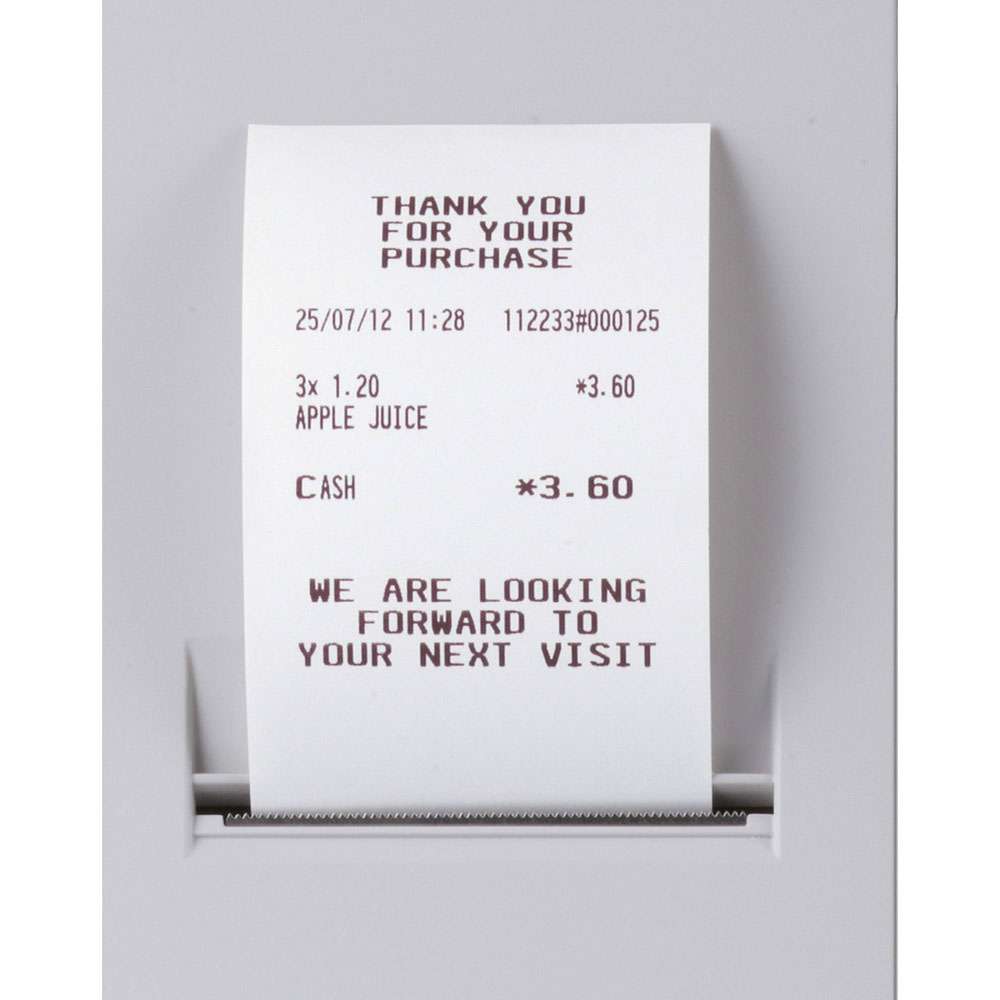 THANK YOU
FOR YOUR
PURCHASE
25/07/12 11:28 112233#000125
3x 1.20 *3.60
APPLE JUICE
CASH *3.60
WE ARE LOOKING
FORWARD TO
YOUR NEXT VISIT